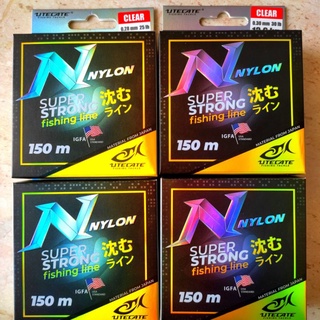 UTECATE
CLEAR
0.28 mm 25 lb
NYLON
SUPER
STRONG
fishing line
沈む
ライン
IGFA
150 m
MATERIAL FROM JAPAN
UTECATE
UTECATE
CLEAR
0.30 mm 30 lb
NYLON
SUPER
STRONG
fishing line
沈む
ライン
IGFA
150 m
MATERIAL FROM JAPAN
UTECATE
NYLON
SUPER
STRONG
fishing line
沈む
ライン
IGFA
150 m
MATERIAL FROM JAPAN
UTECATE
NYLON
SUPER
STRONG
fishing line
沈む
ライン
IGFA
150 m
MATERIAL FROM JAPAN
UTECATE